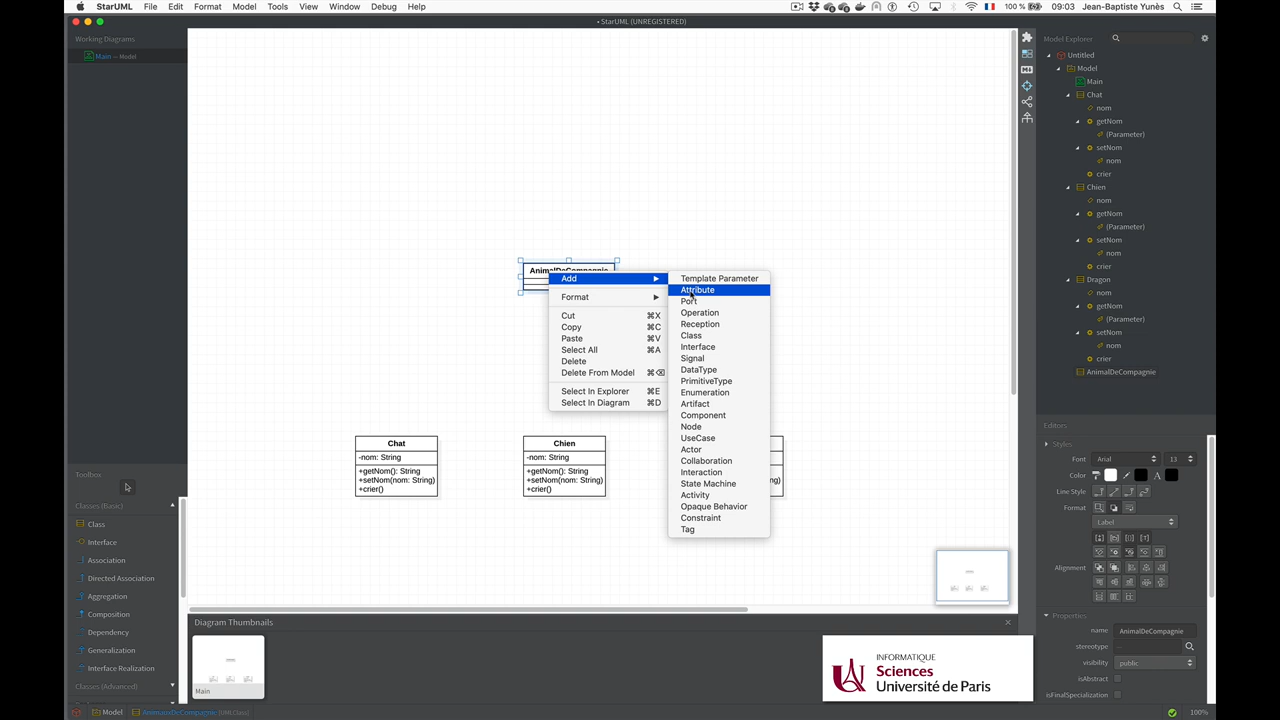 StarUML File Edit Format Model Tools View Window Debug Help 100 % 09:03 Jean-Baptiste Yunès
• StarUML (UNREGISTERED)
Working Diagrams
Main — Model
Toolbox
Classes (Basic)
Class
Interface
Association
Directed Association
Aggregation
Composition
Dependency
Generalization
Interface Realization
Classes (Advanced)
AnimalDeCompagnie
Add
Format
Cut ⌘X
Copy ⌘C
Paste ⌘V
Select All ⌘A
Delete
Delete From Model ⌘⌫
Select In Explorer ⌘E
Select In Diagram ⌘D
Template Parameter
Attribute
Port
Operation
Reception
Class
Interface
Signal
DataType
PrimitiveType
Enumeration
Artifact
Component
Node
UseCase
Actor
Collaboration
Interaction
State Machine
Activity
Opaque Behavior
Constraint
Tag
Chat
-nom: String
+getNom(): String
+setNom(nom: String)
+crier()
Chien
-nom: String
+getNom(): String
+setNom(nom: String)
+crier()
Diagram Thumbnails
Main
INFORMATIQUE
Sciences
Université de Paris
Model Explorer
Untitled
Model
Main
Chat
nom
getNom
(Parameter)
setNom
nom
crier
Chien
nom
getNom
(Parameter)
setNom
nom
crier
Dragon
nom
getNom
(Parameter)
setNom
nom
crier
AnimalDeCompagnie
Editors
Styles
Font Arial 13
Color A
Line Style
Format
Label
Alignment
Properties
name AnimalDeCompagnie
stereotype
visibility public
isAbstract
isFinalSpecialization
Model AnimauxDeCompagnie (UMLClass) 100%